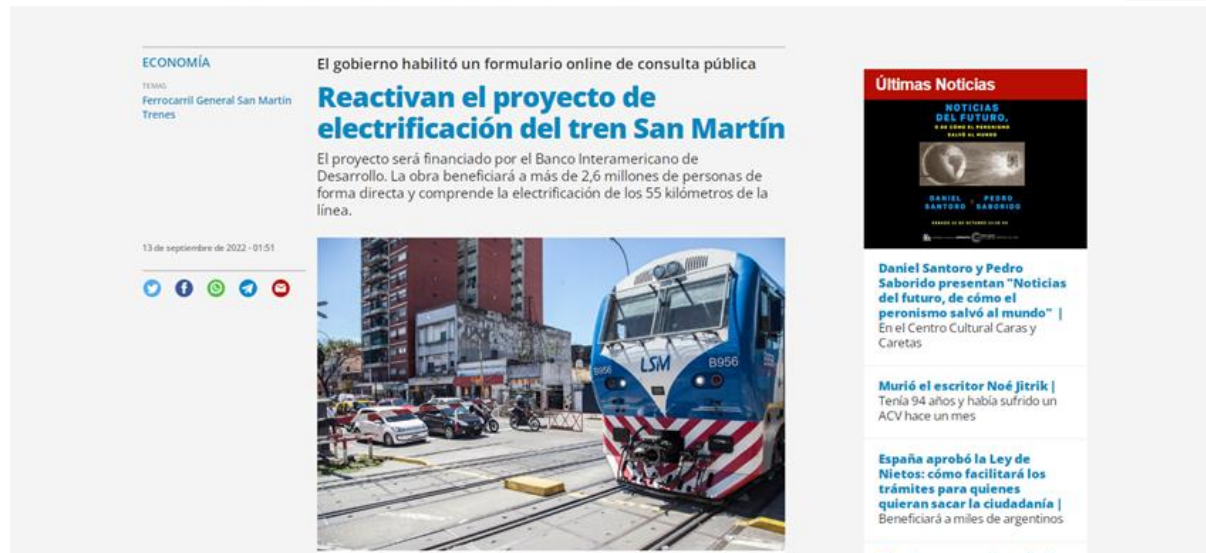 ECONOMÍA
TEMAS
Ferrocarril General San Martín
Trenes
13 de septiembre de 2022 - 01:51
El gobierno habilitó un formulario online de consulta pública
Reactivan el proyecto de
electrificación del tren San Martín
El proyecto será financiado por el Banco Interamericano de
Desarrollo. La obra beneficiará a más de 2,6 millones de personas de
forma directa y comprende la electrificación de los 55 kilómetros de la
línea.
B956
LSM
B956
Últimas Noticias
NOTICIAS
DEL FUTURO,
O DE CÓMO EL PERONISMO
SALVÓ AL MUNDO
DANIEL SANTORO
PEDRO SABORIDO
Daniel Santoro y Pedro
Saborido presentan "Noticias
del futuro, de cómo el
peronismo salvó al mundo" |
En el Centro Cultural Caras y
Caretas
Murió el escritor Noé Jitrik |
Tenía 94 años y había sufrido un
ACV hace un mes
España aprobó la Ley de
Nietos: cómo facilitará los
trámites para quienes
quieran sacar la ciudadanía |
Beneficiará a miles de argentinos